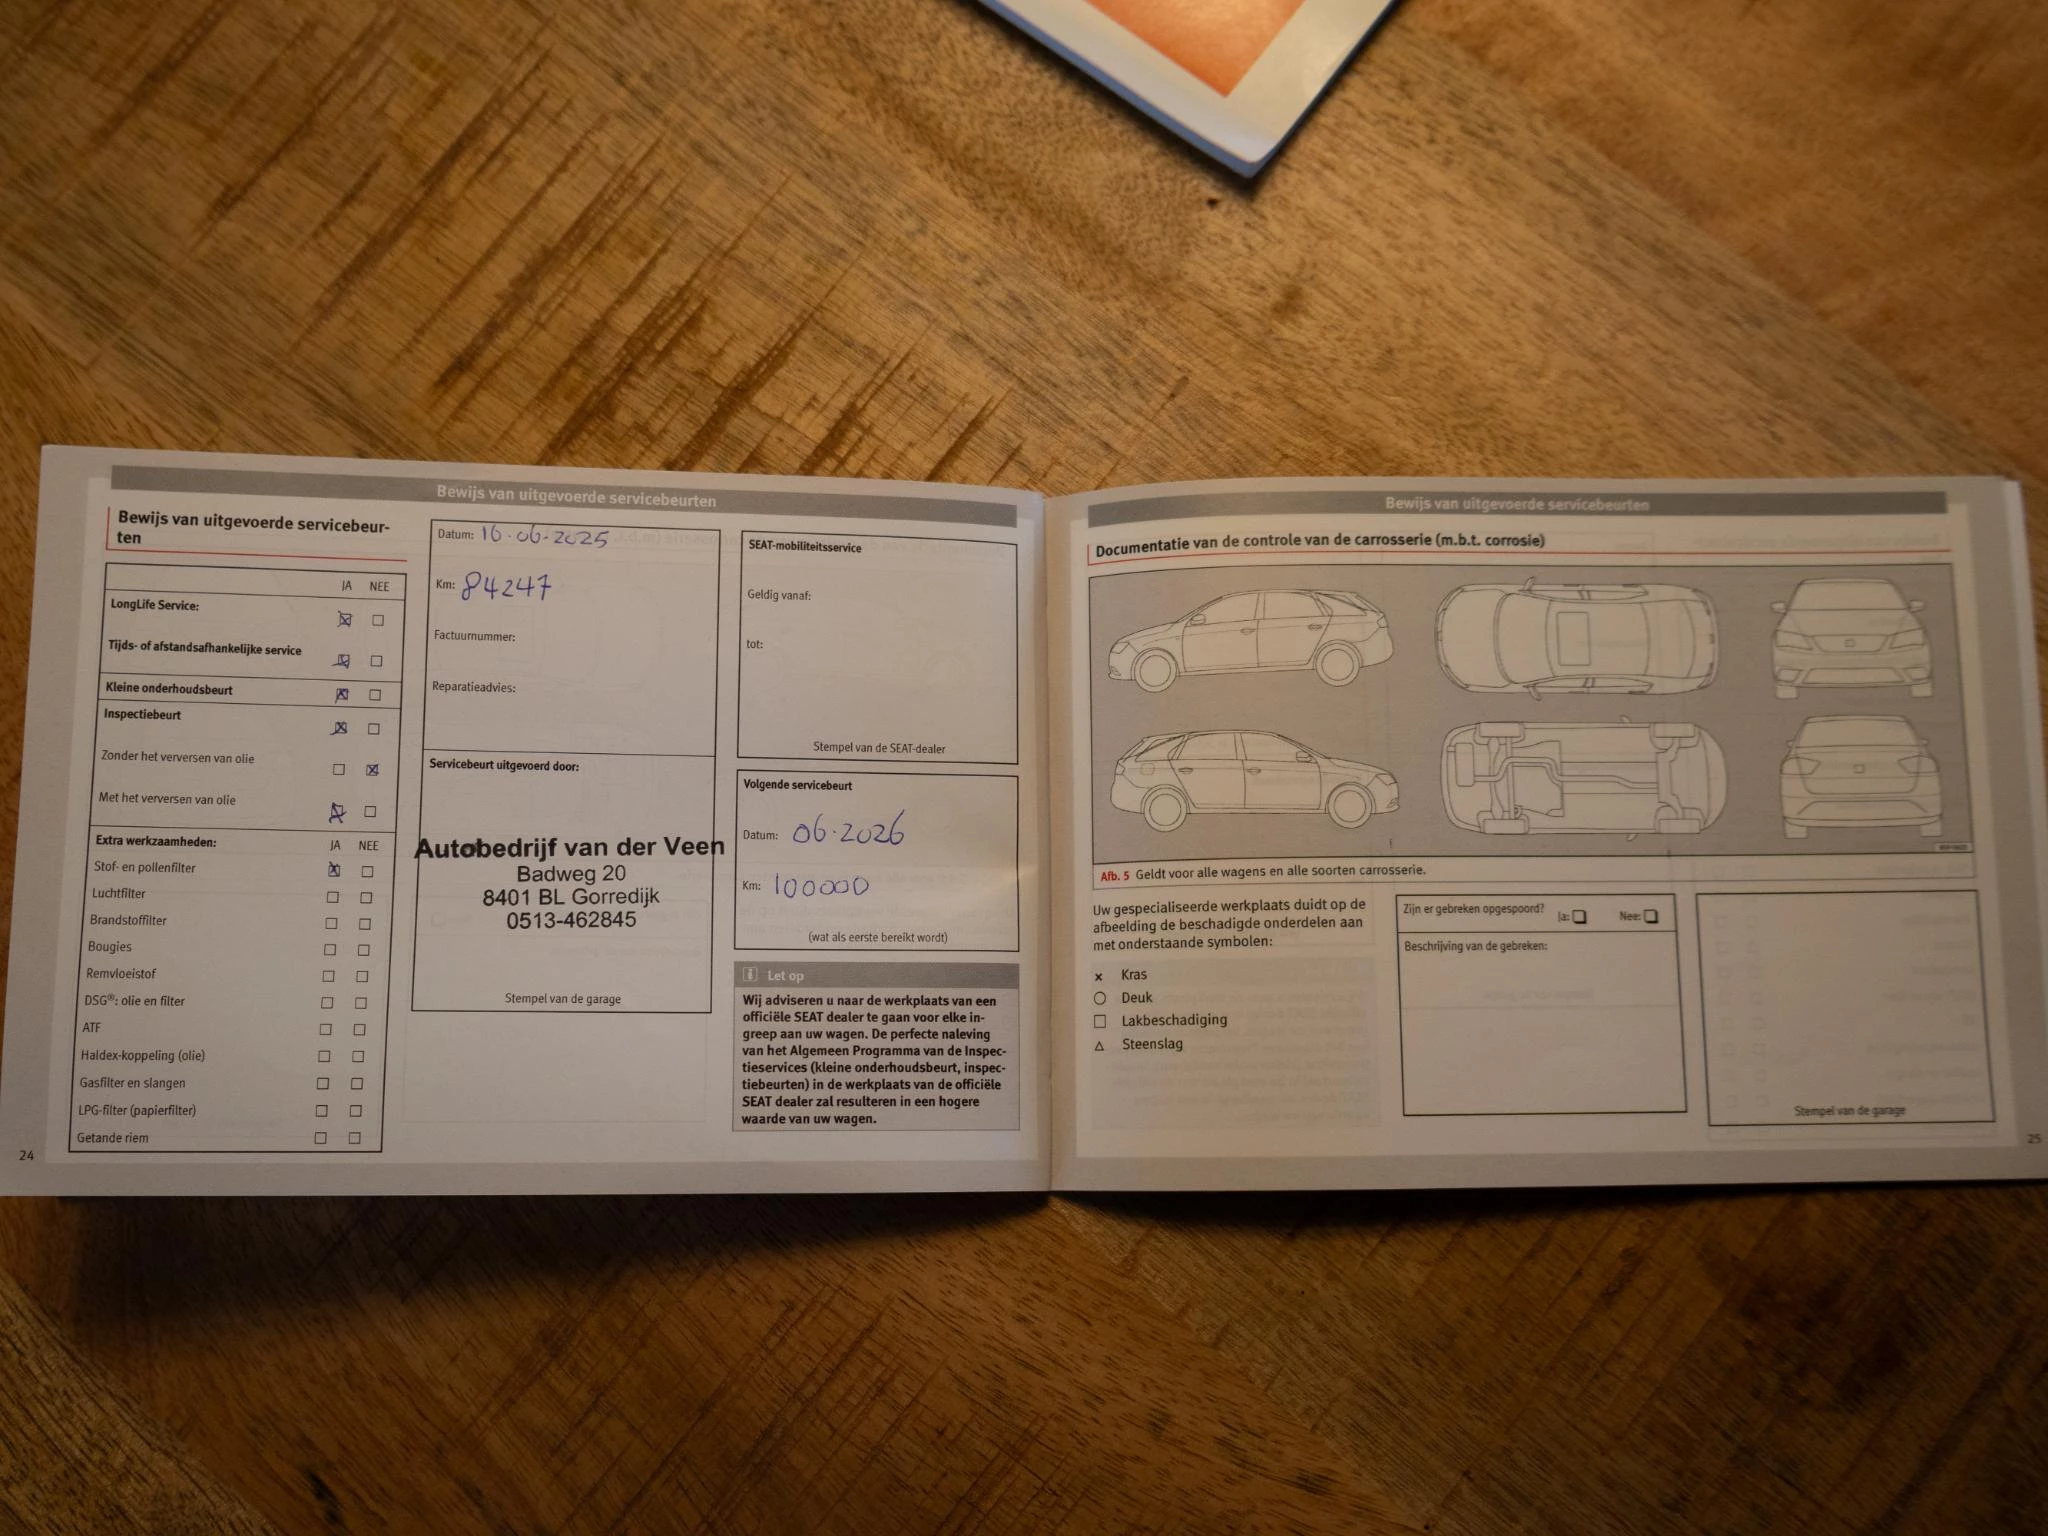 Bewijs van uitgevoerde servicebeurten
Bewijs van uitgevoerde servicebeur-
ten
JA NEE
LongLife Service:
Tijds- of afstandsafhankelijke service
Kleine onderhoudsbeurt
Inspectiebeurt
Zonder het verversen van olie
Met het verversen van olie
Extra werkzaamheden: JA NEE
Stof- en pollenfilter
Luchtfilter
Brandstoffilter
Bougies
Remvloeistof
DSG®: olie en filter
ATF
Haldex-koppeling (olie)
Gasfilter en slangen
LPG-filter (papierfilter)
Getande riem
24
Datum: 16-06-2025
Km: 84247
Factuurnummer:
Reparatieadvies:
Servicebeurt uitgevoerd door:
Autobedrijf van der Veen
Badweg 20
8401 BL Gorredijk
0513-462845
Stempel van de garage
SEAT-mobiliteitsservice
Geldig vanaf:
tot:
Stempel van de SEAT-dealer
Volgende servicebeurt
Datum: 06-2026
Km: 100000
(wat als eerste bereikt wordt)
Let op
Wij adviseren u naar de werkplaats van een
officiële SEAT dealer te gaan voor elke in-
greep aan uw wagen. De perfecte naleving
van het Algemeen Programma van de Inspec-
tieservices (kleine onderhoudsbeurt, inspec-
tiebeurten) in de werkplaats van de officiële
SEAT dealer zal resulteren in een hogere
waarde van uw wagen.
Bewijs van uitgevoerde servicebeurten
Documentatie van de controle van de carrosserie (m.b.t. corrosie)
Afb. 5 Geldt voor alle wagens en alle soorten carrosserie.
Uw gespecialiseerde werkplaats duidt op de
afbeelding de beschadigde onderdelen aan
met onderstaande symbolen:
Kras
Deuk
Lakbeschadiging
Steenslag
Zijn er gebreken opgespoord? Ja: Nee:
Beschrijving van de gebreken:
Stempel van de garage
25